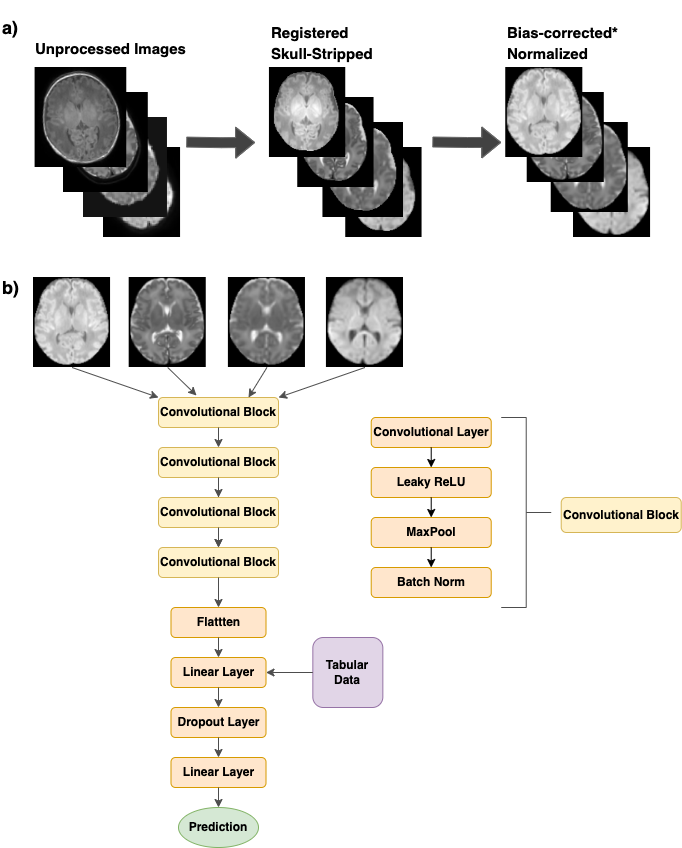 a)
Unprocessed Images
Registered
Skull-Stripped
Bias-corrected*
Normalized
b)
Convolutional Block
Convolutional Block
Convolutional Block
Convolutional Block
Flattten
Linear Layer
Dropout Layer
Linear Layer
Prediction
Tabular
Data
Convolutional Layer
Leaky ReLU
MaxPool
Batch Norm
Convolutional Block